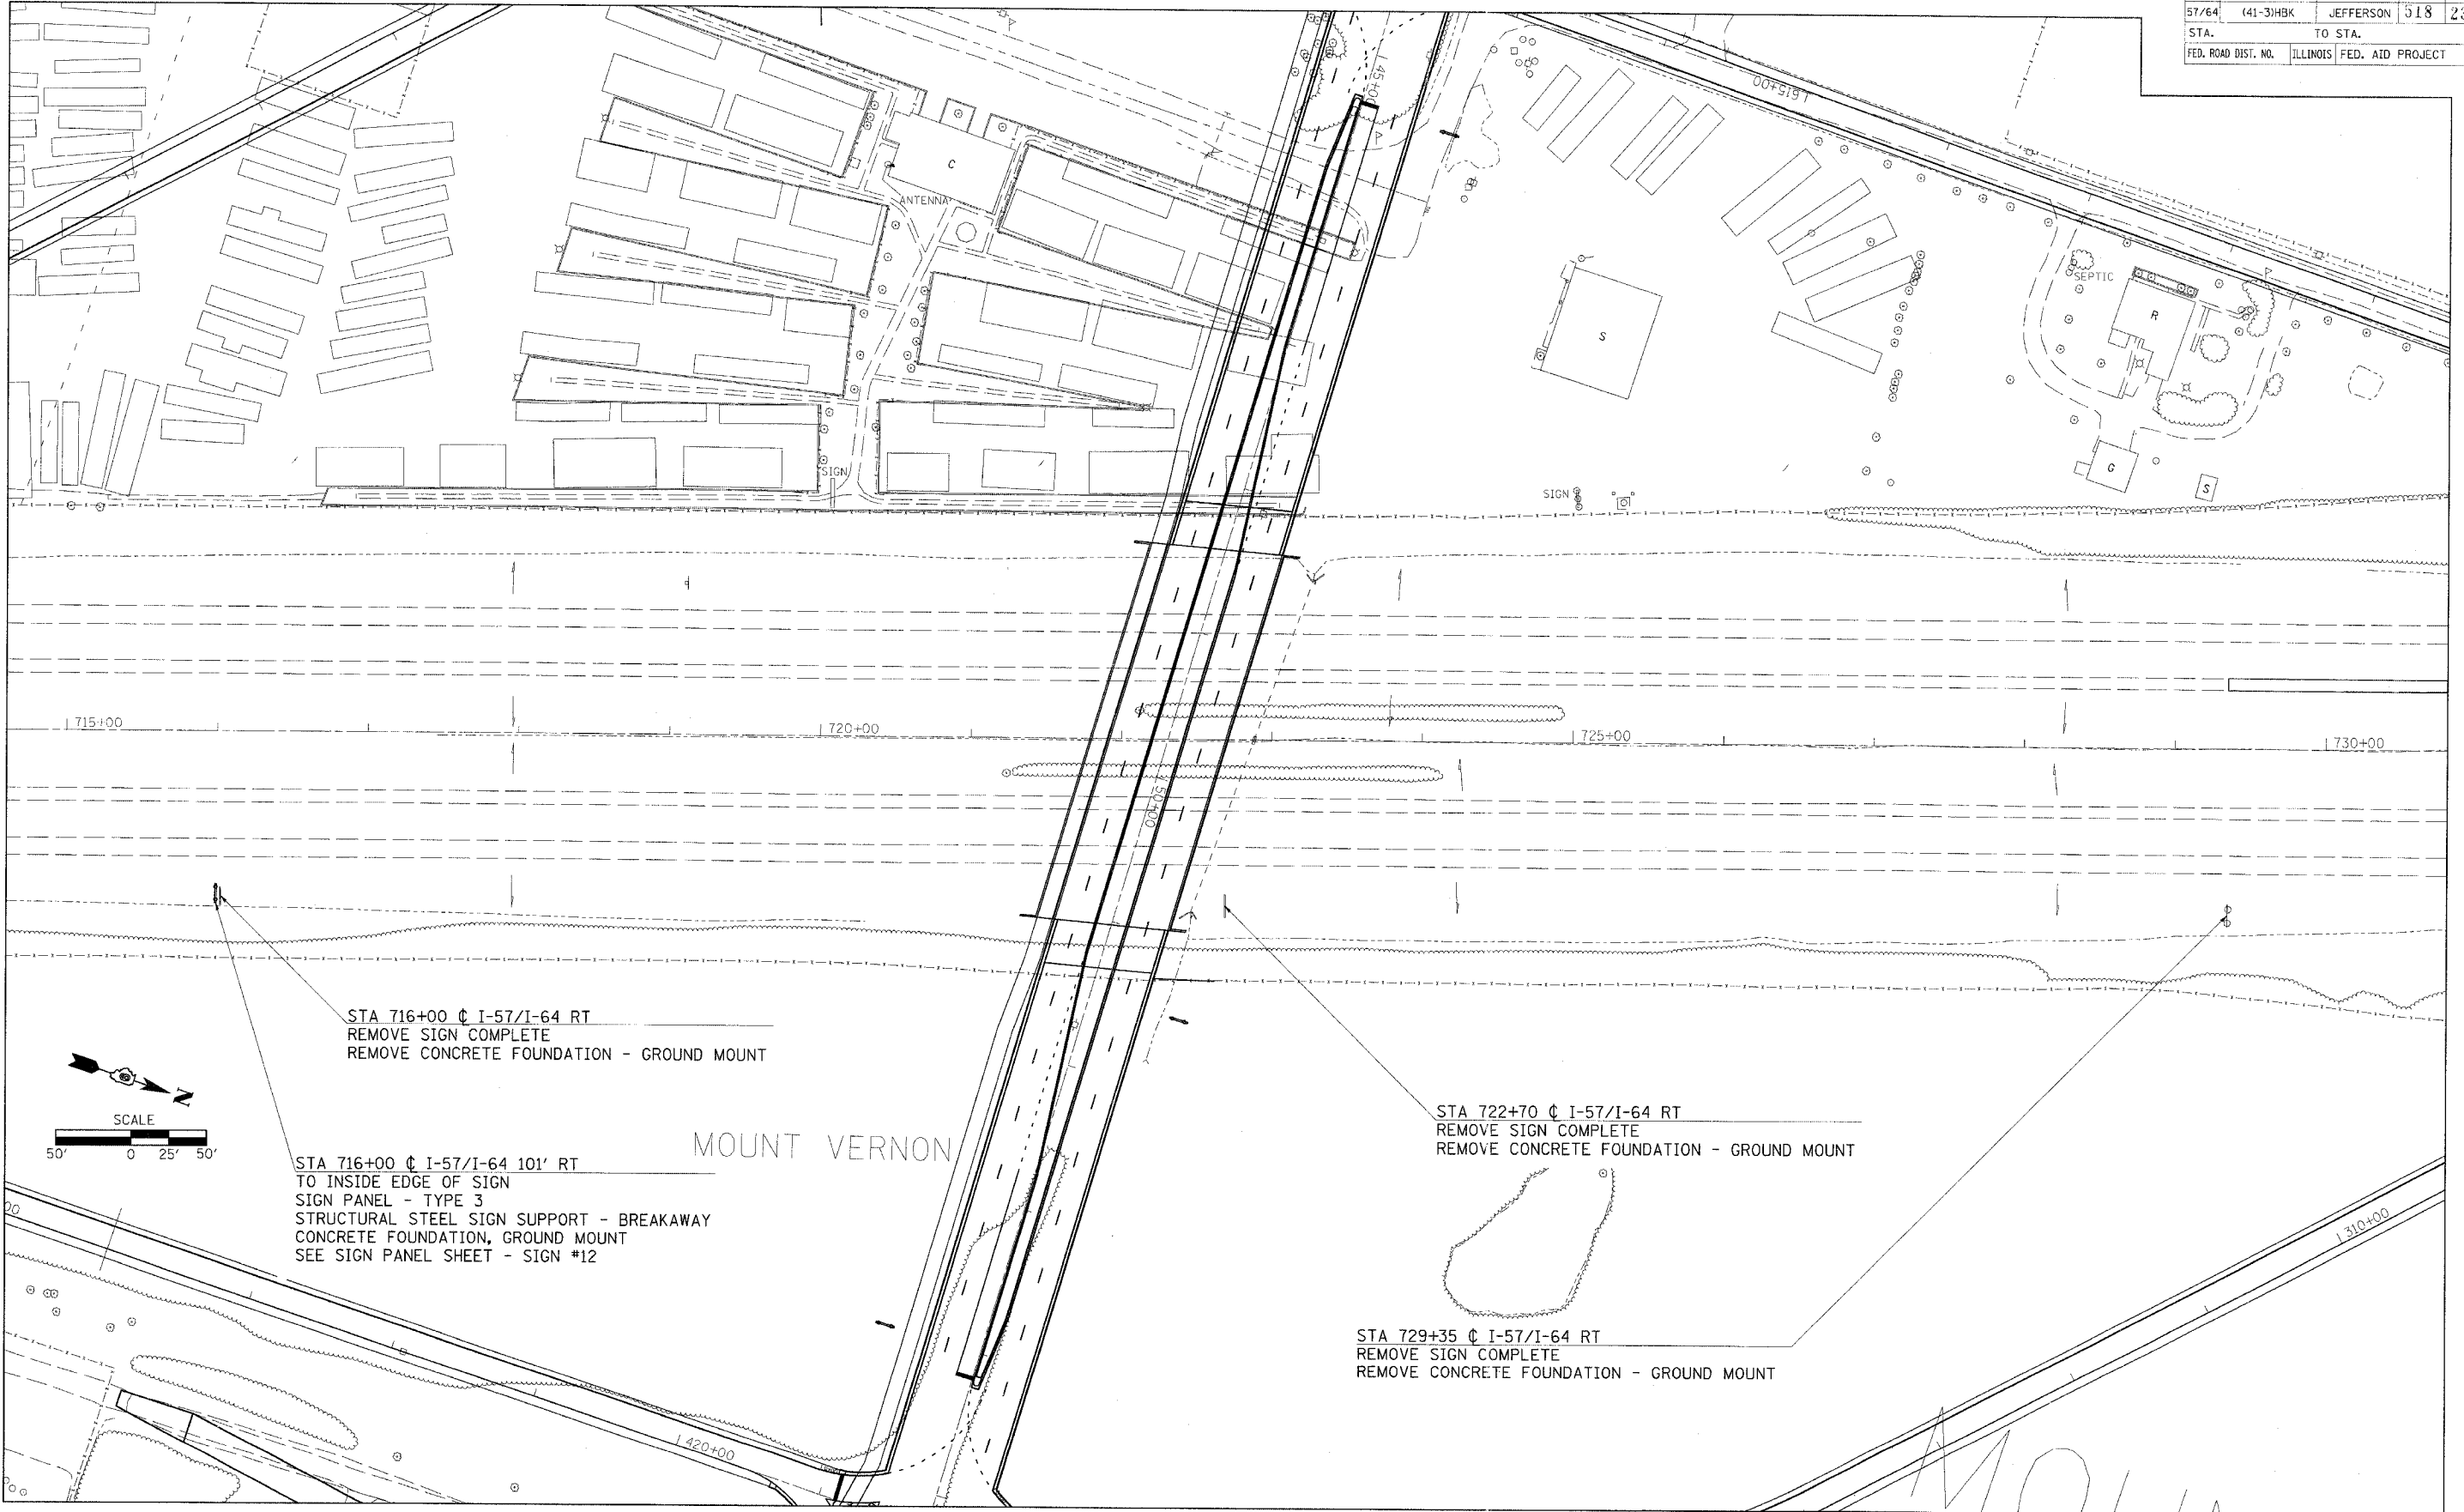 57/64 (41-3)HBK JEFFERSON 518
STA. TO STA.
FED. ROAD DIST. NO. ILLINOIS FED. AID PROJECT
45+00
1615+00
C
ANTENNA
SEPTIC
R
S
G
S
SIGN
SIGN
715+00
720+00
725+00
730+00
50+00
STA 716+00 ℄ I-57/I-64 RT
REMOVE SIGN COMPLETE
REMOVE CONCRETE FOUNDATION - GROUND MOUNT
N
SCALE
50' 0 25' 50'
MOUNT VERNON
STA 716+00 ℄ I-57/I-64 101' RT
TO INSIDE EDGE OF SIGN
SIGN PANEL - TYPE 3
STRUCTURAL STEEL SIGN SUPPORT - BREAKAWAY
CONCRETE FOUNDATION, GROUND MOUNT
SEE SIGN PANEL SHEET - SIGN #12
STA 722+70 ℄ I-57/I-64 RT
REMOVE SIGN COMPLETE
REMOVE CONCRETE FOUNDATION - GROUND MOUNT
STA 729+35 ℄ I-57/I-64 RT
REMOVE SIGN COMPLETE
REMOVE CONCRETE FOUNDATION - GROUND MOUNT
310+00
420+00